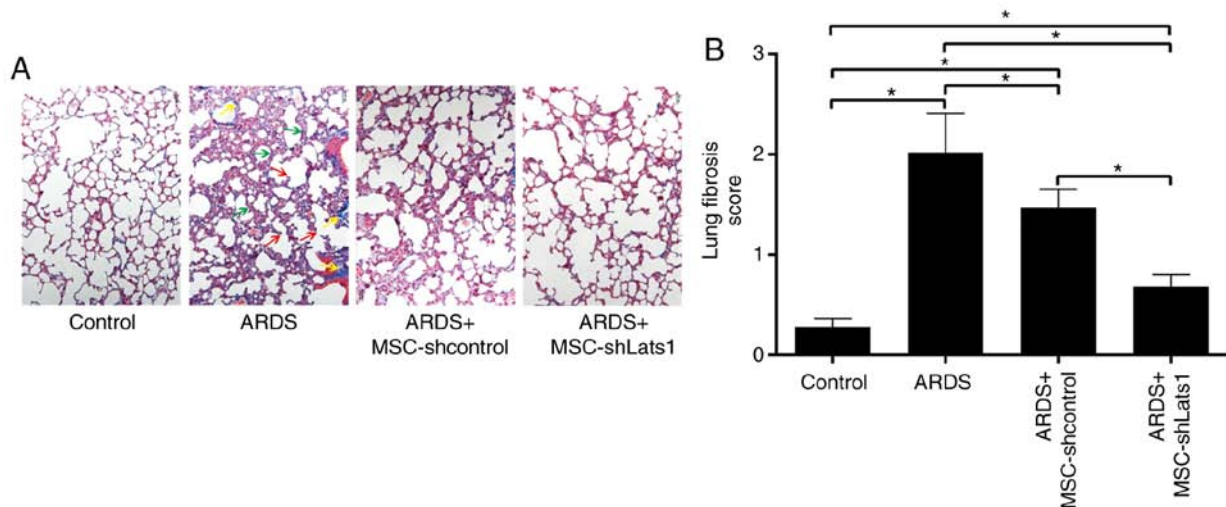 A
Control
ARDS
ARDS+
MSC-shcontrol
ARDS+
MSC-shLats1
B
Lung fibrosis
score
3
2
1
0
*
*
*
*
*
*
Control
ARDS
ARDS+
MSC-shcontrol
ARDS+
MSC-shLats1